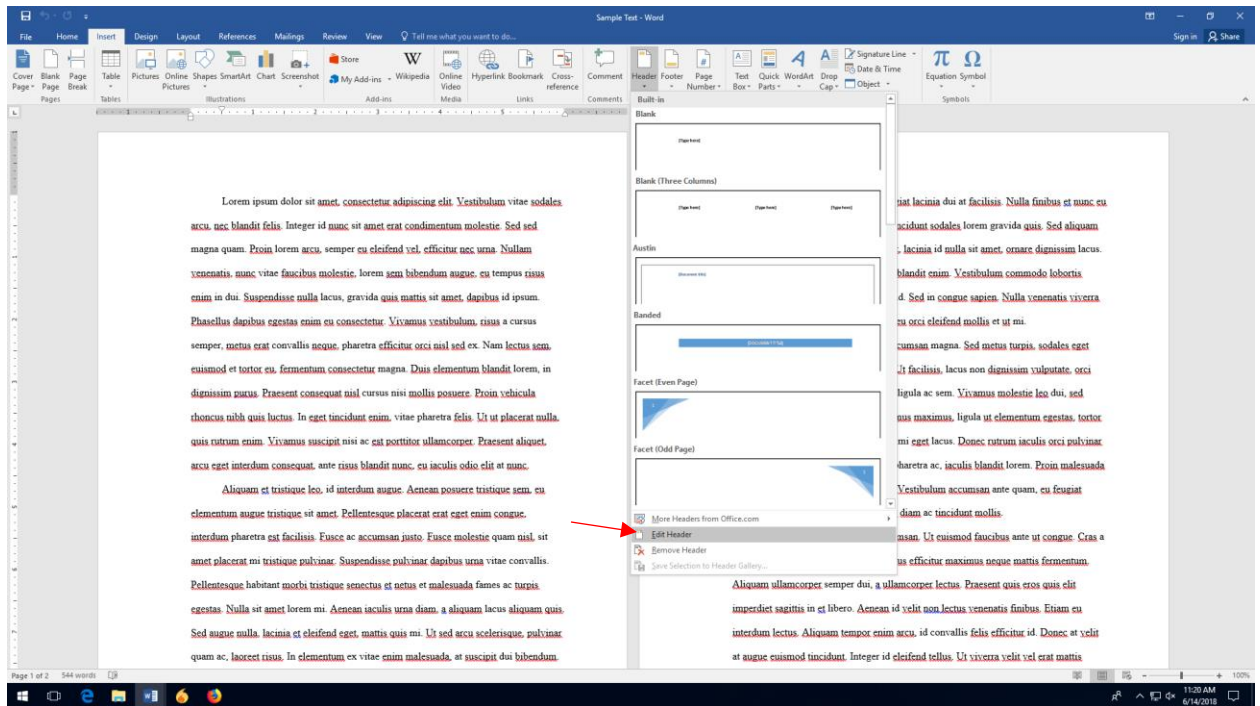 Sample Text - Word
File Home Insert Design Layout References Mailings Review View Tell me what you want to do... Sign in Share
Cover Page Blank Page Page Break
Pages
Table
Tables
Pictures Online Pictures Shapes SmartArt Chart Screenshot
Illustrations
Store
My Add-ins Wikipedia
Add-ins
Online Video
Media
Hyperlink Bookmark Cross-reference
Links
Comment
Comments
Header Footer Page Number
Text Box Quick Parts WordArt Drop Cap
Signature Line
Date & Time
Object
Equation Symbol
Symbols
Built-in
Blank
[Type here]
Blank (Three Columns)
[Type here] [Type here] [Type here]
Austin
[Document title]
Banded
[DOCUMENT TITLE]
Facet (Even Page)
Facet (Odd Page)
More Headers from Office.com
Edit Header
Remove Header
Save Selection to Header Gallery...
Lorem ipsum dolor sit amet, consectetur adipiscing elit. Vestibulum vitae sodales
arcu, nec blandit felis. Integer id nunc sit amet erat condimentum molestie. Sed sed
magna quam. Proin lorem arcu, semper eu eleifend vel, efficitur nec urna. Nullam
venenatis, nunc vitae faucibus molestie, lorem sem bibendum augue, eu tempus risus
enim in dui. Suspendisse nulla lacus, gravida quis mattis sit amet, dapibus id ipsum.
Phasellus dapibus egestas enim eu consectetur. Vivamus vestibulum, risus a cursus
semper, metus erat convallis neque, pharetra efficitur orci nisl sed ex. Nam lectus sem,
euismod et tortor eu, fermentum consectetur magna. Duis elementum blandit lorem, in
dignissim purus. Praesent consequat nisl cursus nisi mollis posuere. Proin vehicula
rhoncus nibh quis luctus. In eget tincidunt enim, vitae pharetra felis. Ut ut placerat nulla,
quis rutrum enim. Vivamus suscipit nisi ac est porttitor ullamcorper. Praesent aliquet,
arcu eget interdum consequat, ante risus blandit nunc, eu iaculis odio elit at nunc.
Aliquam et tristique leo, id interdum augue. Aenean posuere tristique sem, eu
elementum augue tristique sit amet. Pellentesque placerat erat eget enim congue,
interdum pharetra est facilisis. Fusce ac accumsan justo. Fusce molestie quam nisl, sit
amet placerat mi tristique pulvinar. Suspendisse pulvinar dapibus urna vitae convallis.
Pellentesque habitant morbi tristique senectus et netus et malesuada fames ac turpis
egestas. Nulla sit amet lorem mi. Aenean iaculis urna diam, a aliquam lacus aliquam quis.
Sed augue nulla, lacinia et eleifend eget, mattis quis mi. Ut sed arcu scelerisque, pulvinar
quam ac, laoreet risus. In elementum ex vitae enim malesuada, at suscipit dui bibendum.
iat lacinia dui at facilisis. Nulla finibus et nunc eu
ncidunt sodales lorem gravida quis. Sed aliquam
, lacinia id nulla sit amet, ornare dignissim lacus.
blandit enim. Vestibulum commodo lobortis
d. Sed in congue sapien. Nulla venenatis viverra
eu orci eleifend mollis et ut mi.
cumsan magna. Sed metus turpis, sodales eget
Ut facilisis, lacus non dignissim vulputate, orci
ligula ac sem. Vivamus molestie leo dui, sed
mus maximus, ligula ut elementum egestas, tortor
mi eget lacus. Donec rutrum iaculis orci pulvinar
haretra ac, iaculis blandit lorem. Proin malesuada
Vestibulum accumsan ante quam, eu feugiat
diam ac tincidunt mollis.
msan. Ut euismod faucibus ante ut congue. Cras a
us efficitur maximus neque mattis fermentum.
Aliquam ullamcorper semper dui, a ullamcorper lectus. Praesent quis eros quis elit
imperdiet sagittis in et libero. Aenean id velit non lectus venenatis finibus. Etiam eu
interdum lectus. Aliquam tempor enim arcu, id convallis felis efficitur id. Donec at velit
at augue euismod tincidunt. Integer id eleifend tellus. Ut viverra velit vel erat mattis
Page 1 of 2 544 words 100%
11:20 AM
6/14/2018